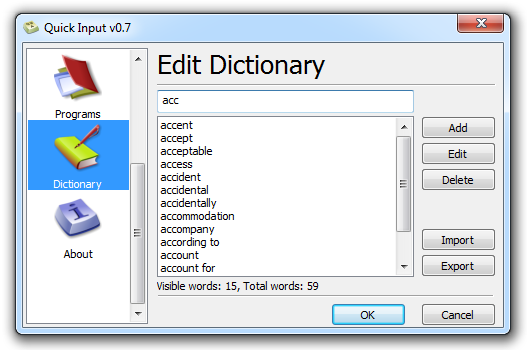 Quick Input v0.7
Programs
Dictionary
About
Edit Dictionary
acc
accent
accept
acceptable
access
accident
accidental
accidentally
accommodation
accompany
according to
account
account for
Visible words: 15, Total words: 59
Add
Edit
Delete
Import
Export
OK
Cancel